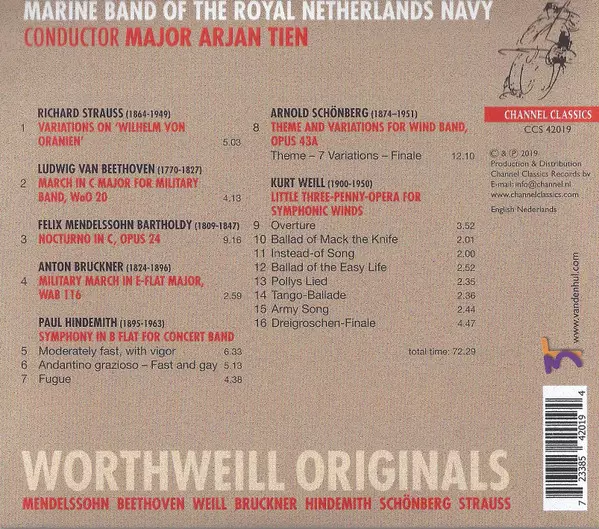 MARINE BAND OF THE ROYAL NETHERLANDS NAVY
CONDUCTOR MAJOR ARJAN TIEN
RICHARD STRAUSS (1864-1949)
1 VARIATIONS ON ‘WILHELM VON
ORANIEN’ 5.03
LUDWIG VAN BEETHOVEN (1770-1827)
2 MARCH IN C MAJOR FOR MILITARY
BAND, WoO 20 4.13
FELIX MENDELSSOHN BARTHOLDY (1809-1847)
3 NOCTURNO IN C, OPUS 24 9.16
ANTON BRUCKNER (1824-1896)
4 MILITARY MARCH IN E-FLAT MAJOR,
WAB 116 2.59
PAUL HINDEMITH (1895-1963)
SYMPHONY IN B FLAT FOR CONCERT BAND
5 Moderately fast, with vigor 6.33
6 Andantino grazioso – Fast and gay 5.13
7 Fugue 4.38
ARNOLD SCHÖNBERG (1874–1951)
8 THEME AND VARIATIONS FOR WIND BAND,
OPUS 43A
Theme – 7 Variations – Finale 12.10
KURT WEILL (1900-1950)
LITTLE THREE-PENNY-OPERA FOR
SYMPHONIC WINDS
9 Overture 3.52
10 Ballad of Mack the Knife 2.01
11 Instead-of Song 2.00
12 Ballad of the Easy Life 2.52
13 Pollys Lied 2.35
14 Tango-Ballade 2.36
15 Army Song 2.44
16 Dreigroschen-Finale 4.47
total time: 72.29
CHANNEL CLASSICS
CCS 42019
© & ℗ 2019
Production & Distribution
Channel Classics Records bv
E-mail: info@channel.nl
www.channelclassics.com
English Nederlands
www.vandenhul.com
7 23385 42019 4
WORTHWEILL ORIGINALS
MENDELSSOHN BEETHOVEN WEILL BRUCKNER HINDEMITH SCHÖNBERG STRAUSS